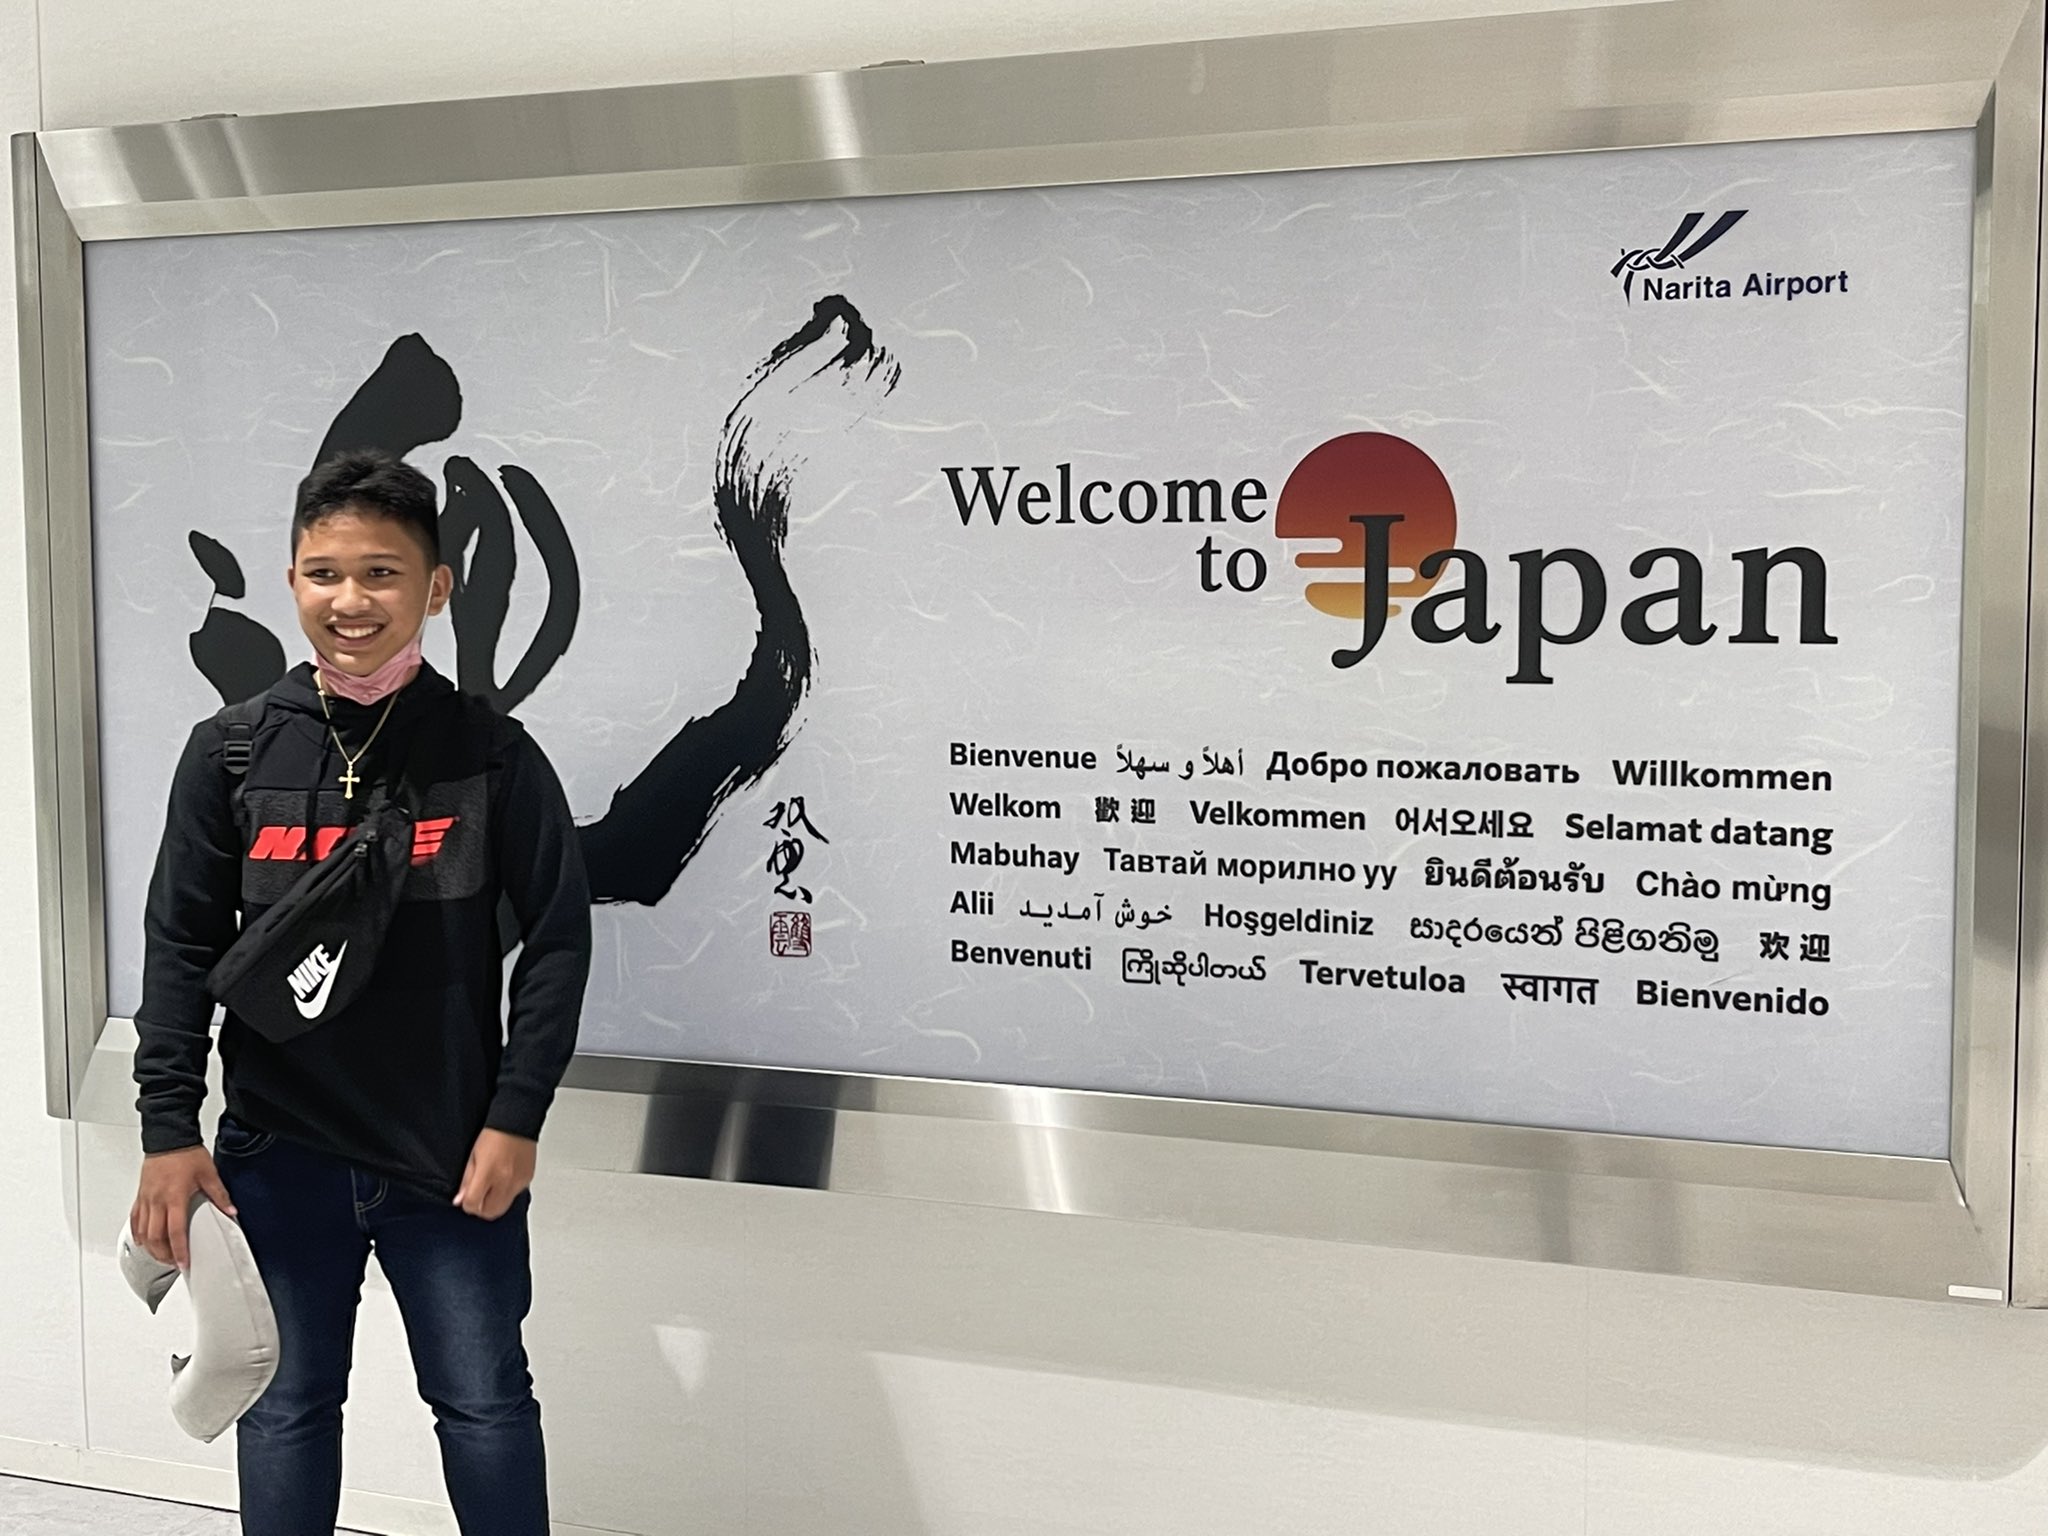 Narita Airport
Welcome
to Japan
Bienvenue أهلاً و سهلاً Добро пожаловать Willkommen
Welkom 歡迎 Velkommen 어서오세요 Selamat datang
Mabuhay Тавтай морилно уу ยินดีต้อนรับ Chào mừng
Alii خوش آمدید Hoşgeldiniz සාදරයෙන් පිළිගනිමු 欢迎
Benvenuti ကြိုဆိုပါတယ် Tervetuloa स्वागत Bienvenido
NIKE